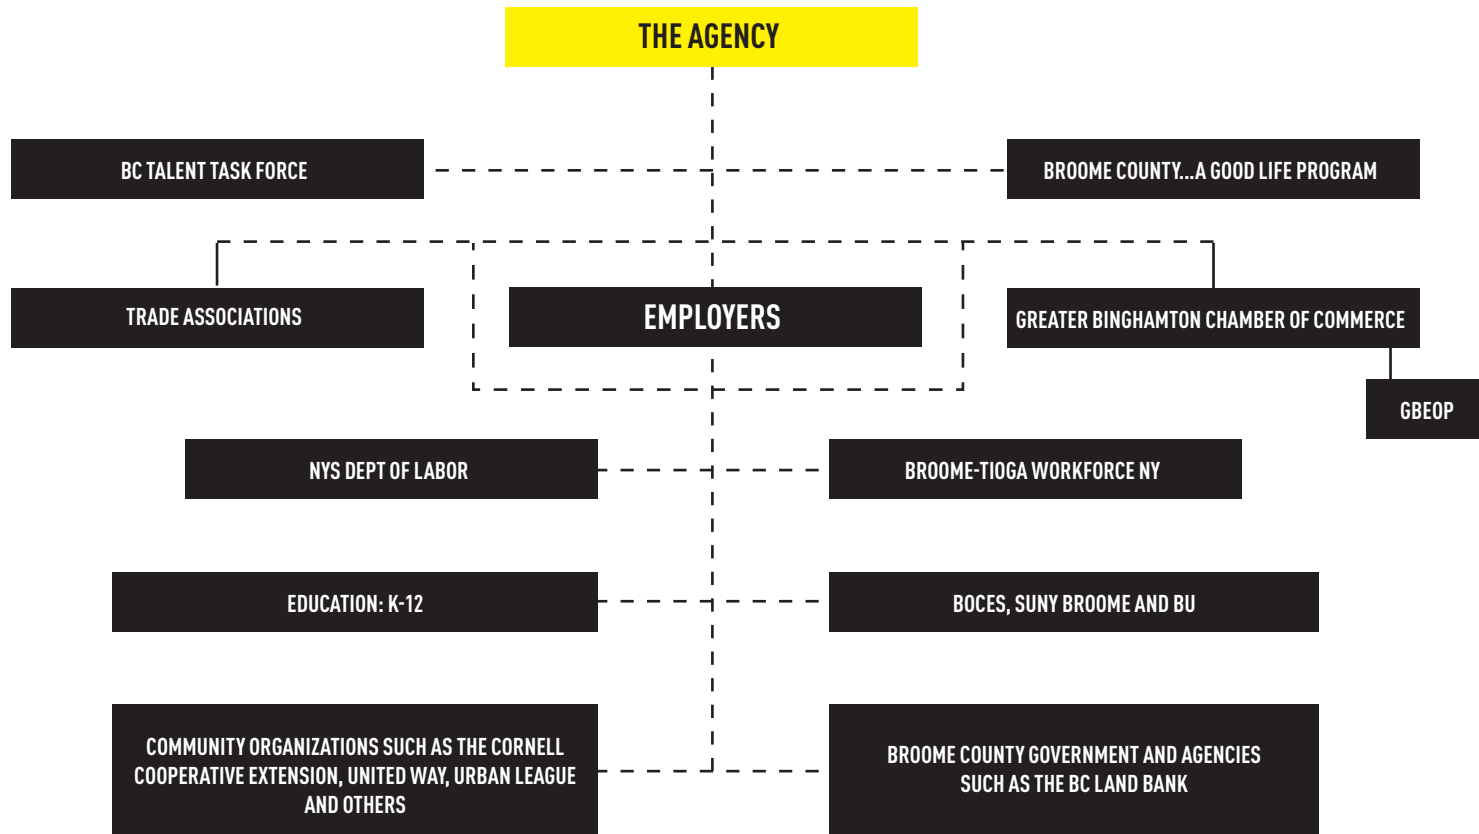 THE AGENCY
BC TALENT TASK FORCE
BROOME COUNTY...A GOOD LIFE PROGRAM
TRADE ASSOCIATIONS
EMPLOYERS
GREATER BINGHAMTON CHAMBER OF COMMERCE
GBEOP
NYS DEPT OF LABOR
BROOME-TIOGA WORKFORCE NY
EDUCATION: K-12
BOCES, SUNY BROOME AND BU
COMMUNITY ORGANIZATIONS SUCH AS THE CORNELL
COOPERATIVE EXTENSION, UNITED WAY, URBAN LEAGUE
AND OTHERS
BROOME COUNTY GOVERNMENT AND AGENCIES
SUCH AS THE BC LAND BANK